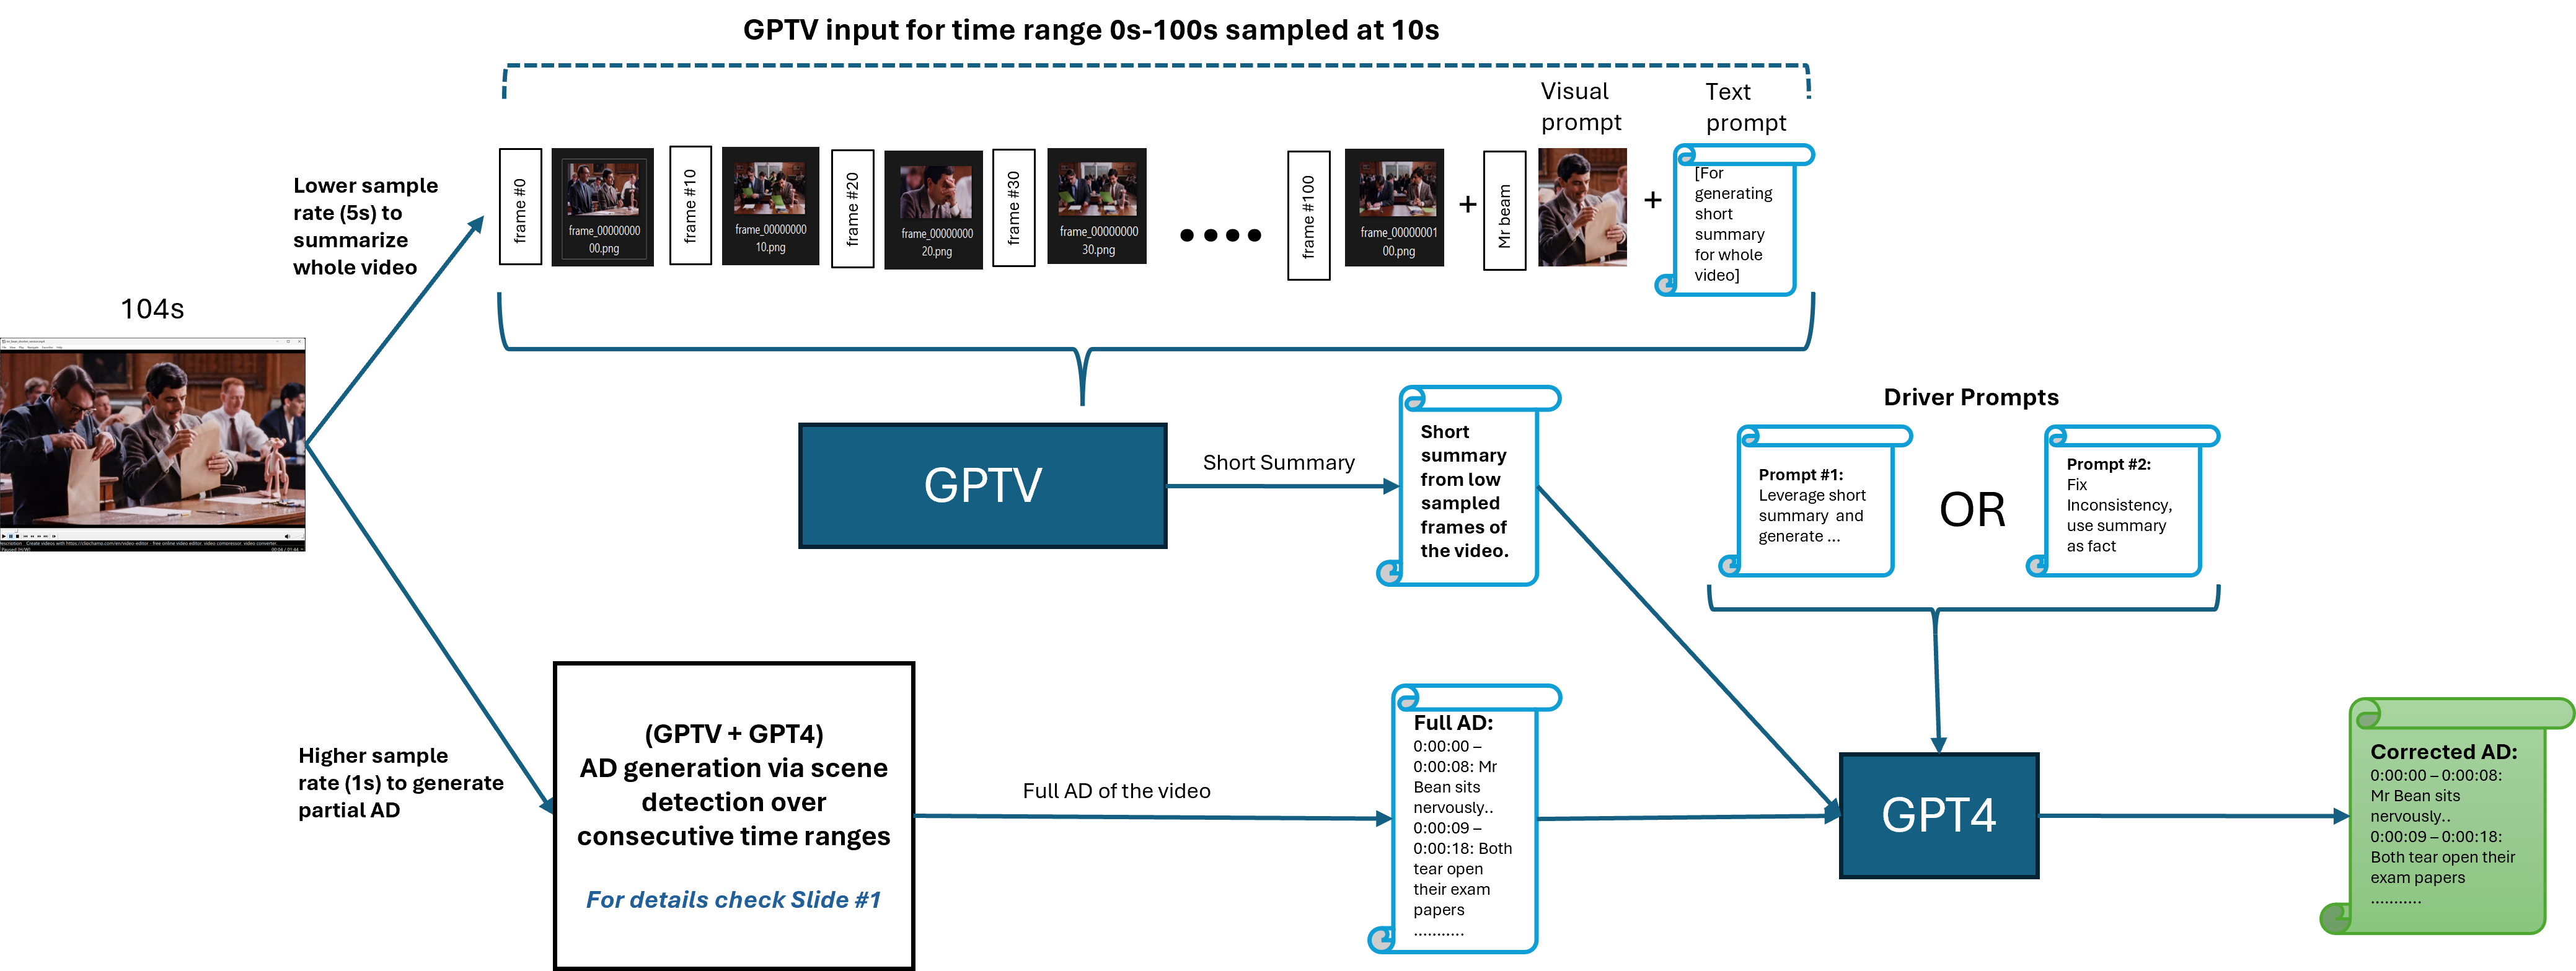 GPTV input for time range 0s-100s sampled at 10s
Visual
prompt
Text
prompt
Lower sample
rate (5s) to
summarize
whole video
frame #0
frame_00000000
00.png
frame #10
frame_00000000
10.png
frame #20
frame_00000000
20.png
frame #30
frame_00000000
30.png
frame #100
frame_00000001
00.png
+
Mr beam
+
[For
generating
short
summary
for whole
video]
104s
GPTV
Short Summary
Short
summary
from low
sampled
frames of
the video.
Driver Prompts
Prompt #1:
Leverage short
summary and
generate ...
OR
Prompt #2:
Fix
Inconsistency,
use summary
as fact
Higher sample
rate (1s) to generate
partial AD
(GPTV + GPT4)
AD generation via scene
detection over
consecutive time ranges
For details check Slide #1
Full AD of the video
Full AD:
0:00:00 –
0:00:08: Mr
Bean sits
nervously..
0:00:09 –
0:00:18: Both
tear open
their exam
papers
...........
GPT4
Corrected AD:
0:00:00 – 0:00:08:
Mr Bean sits
nervously..
0:00:09 – 0:00:18:
Both tear open their
exam papers
...........